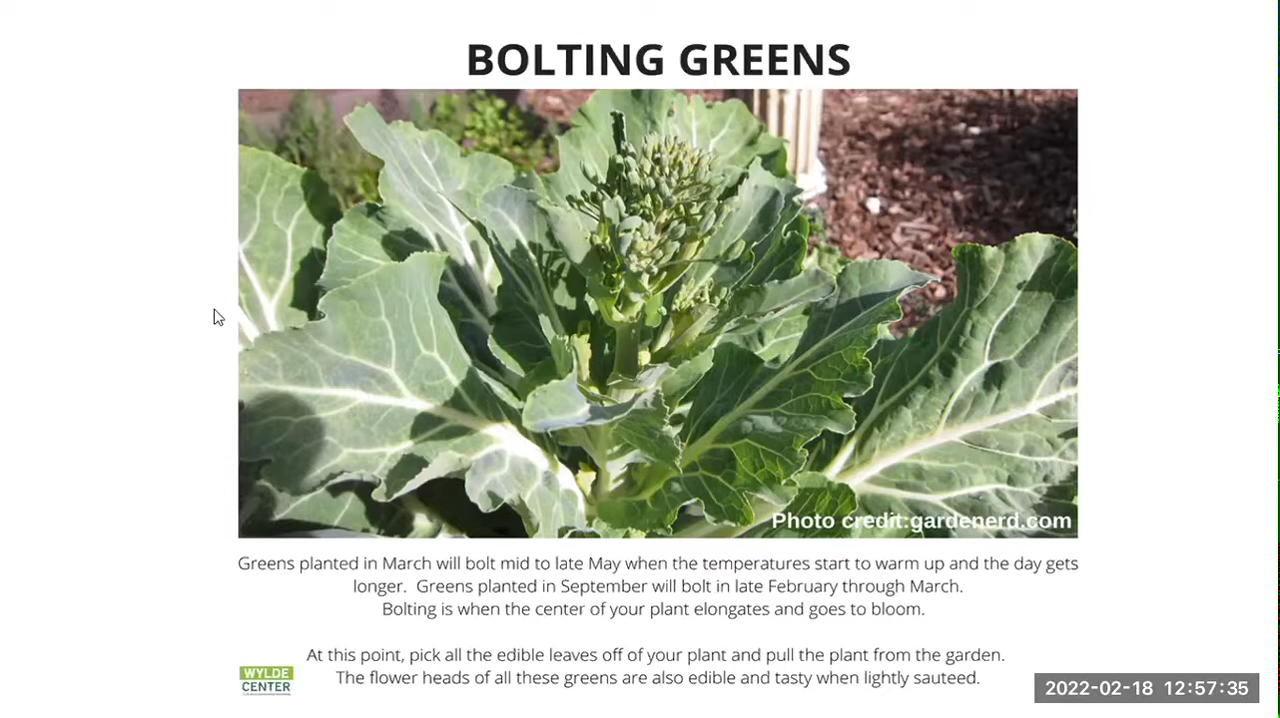 BOLTING GREENS
Photo credit:gardenerd.com
Greens planted in March will bolt mid to late May when the temperatures start to warm up and the day gets
longer. Greens planted in September will bolt in late February through March.
Bolting is when the center of your plant elongates and goes to bloom.
At this point, pick all the edible leaves off of your plant and pull the plant from the garden.
The flower heads of all these greens are also edible and tasty when lightly sauteed.
WYLDE
CENTER
2022-02-18 12:57:35